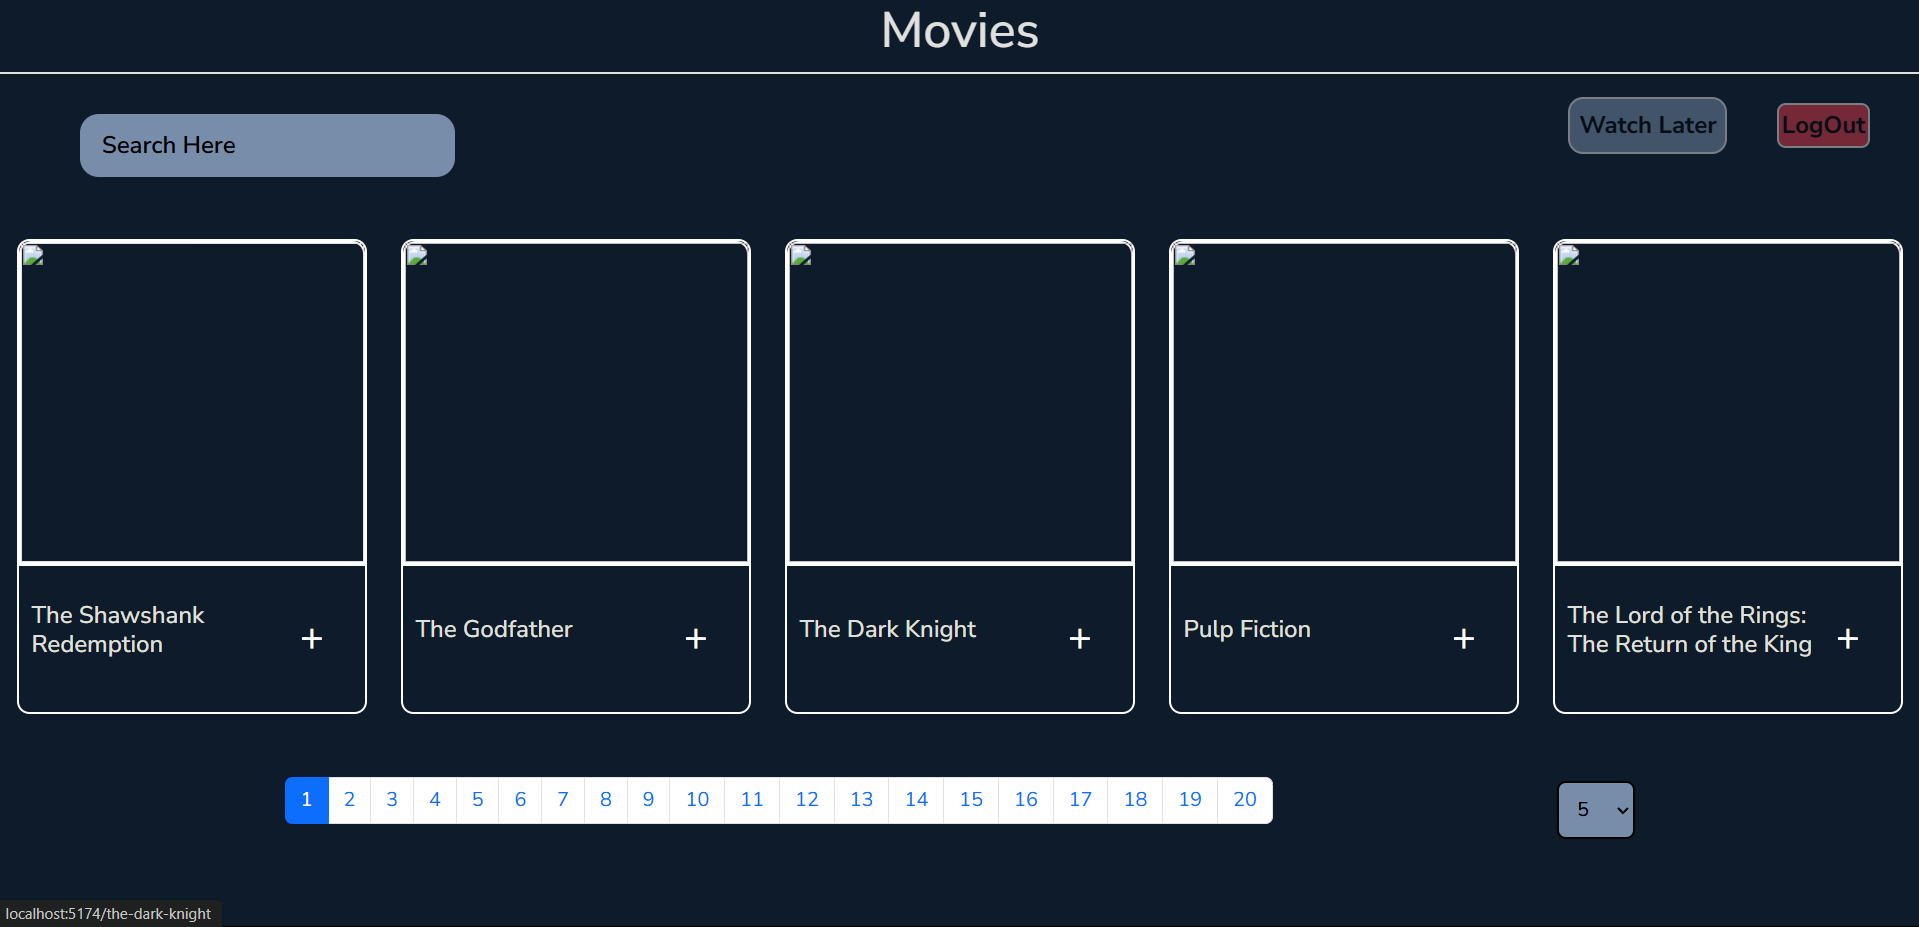 Movies
Search Here
Watch Later
LogOut
The Shawshank
Redemption
+
The Godfather
+
The Dark Knight
+
Pulp Fiction
+
The Lord of the Rings:
The Return of the King
+
1 2 3 4 5 6 7 8 9 10 11 12 13 14 15 16 17 18 19 20
5
localhost:5174/the-dark-knight